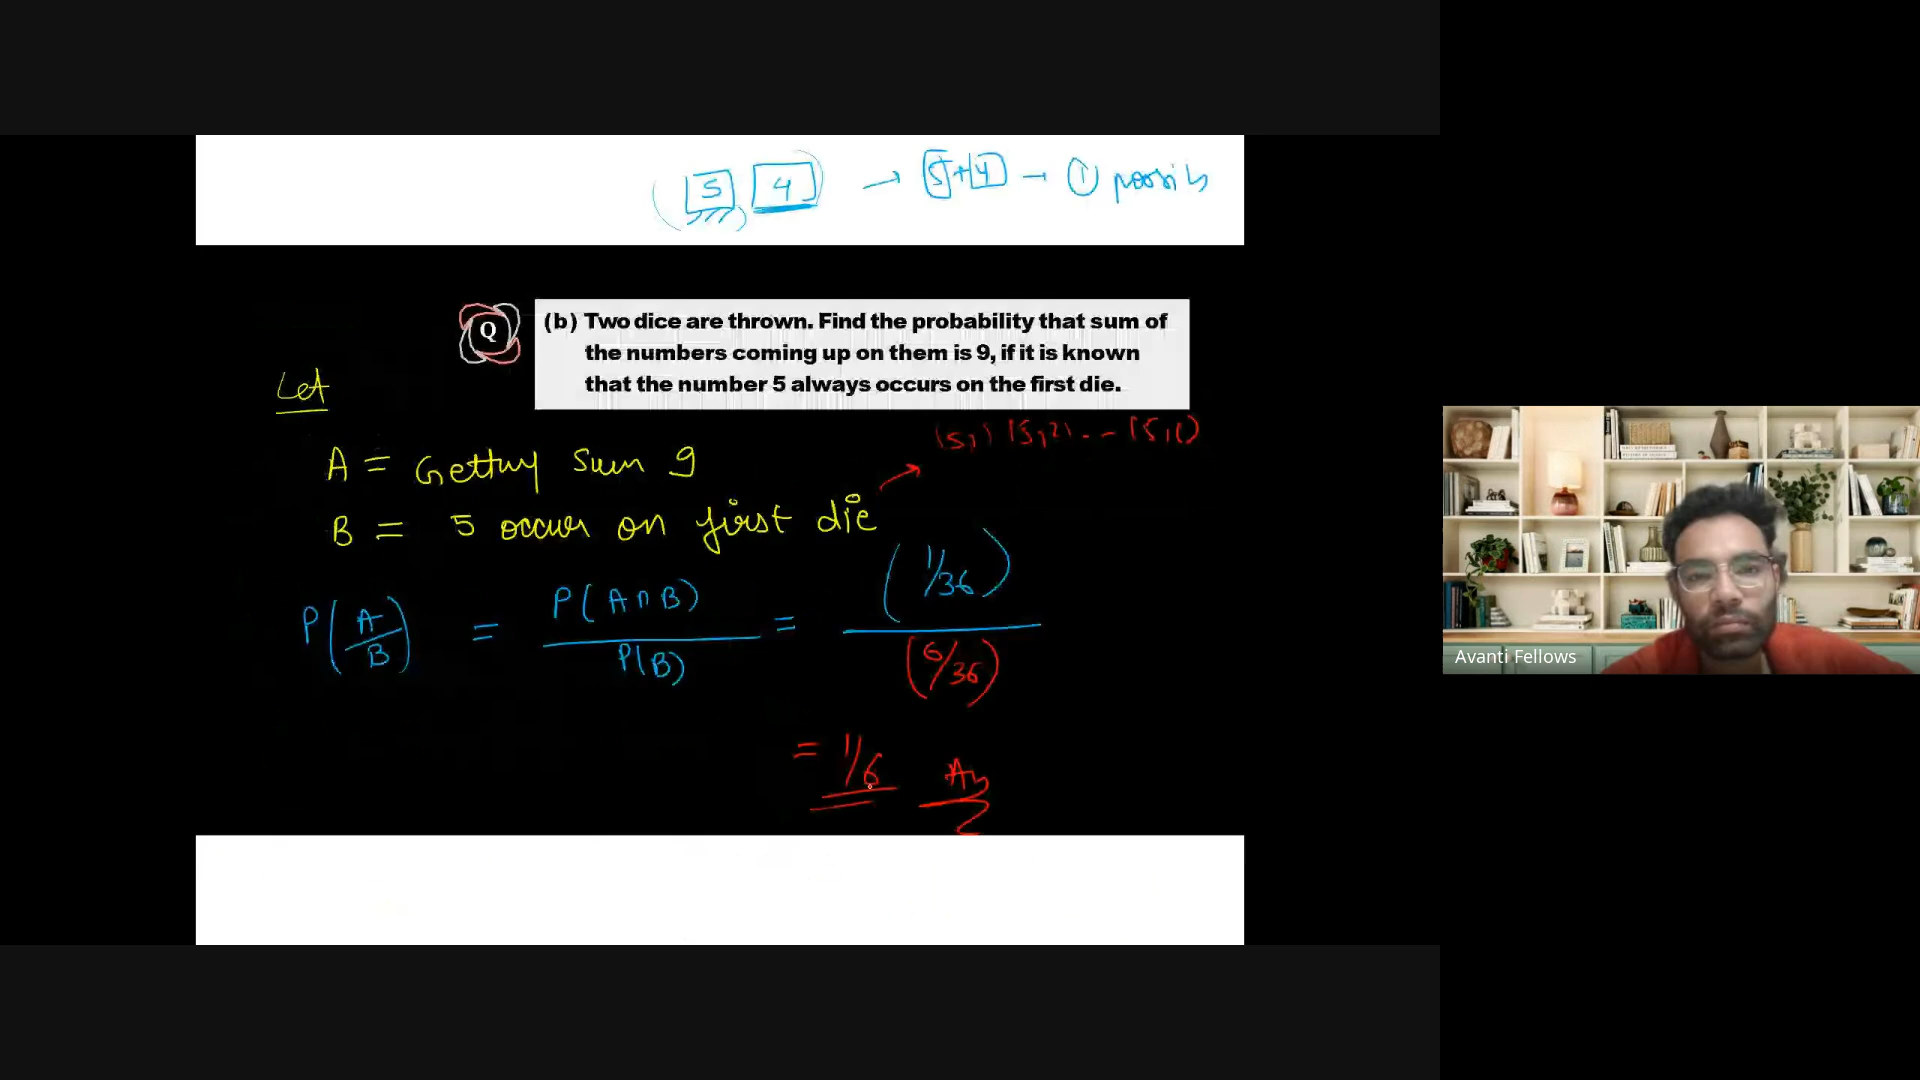 (5 4) → 5+4 → ①
Q
(b) Two dice are thrown. Find the probability that sum of
the numbers coming up on them is 9, if it is known
that the number 5 always occurs on the first die.
Let
(5,1) (5,2) . . -
A = Getting sum 9
B = 5 occur on first die
P(A/B) = P(A∩B)/P(B) = (1/36)/(6/36)
= 1/6 Ans
Avanti Fellows